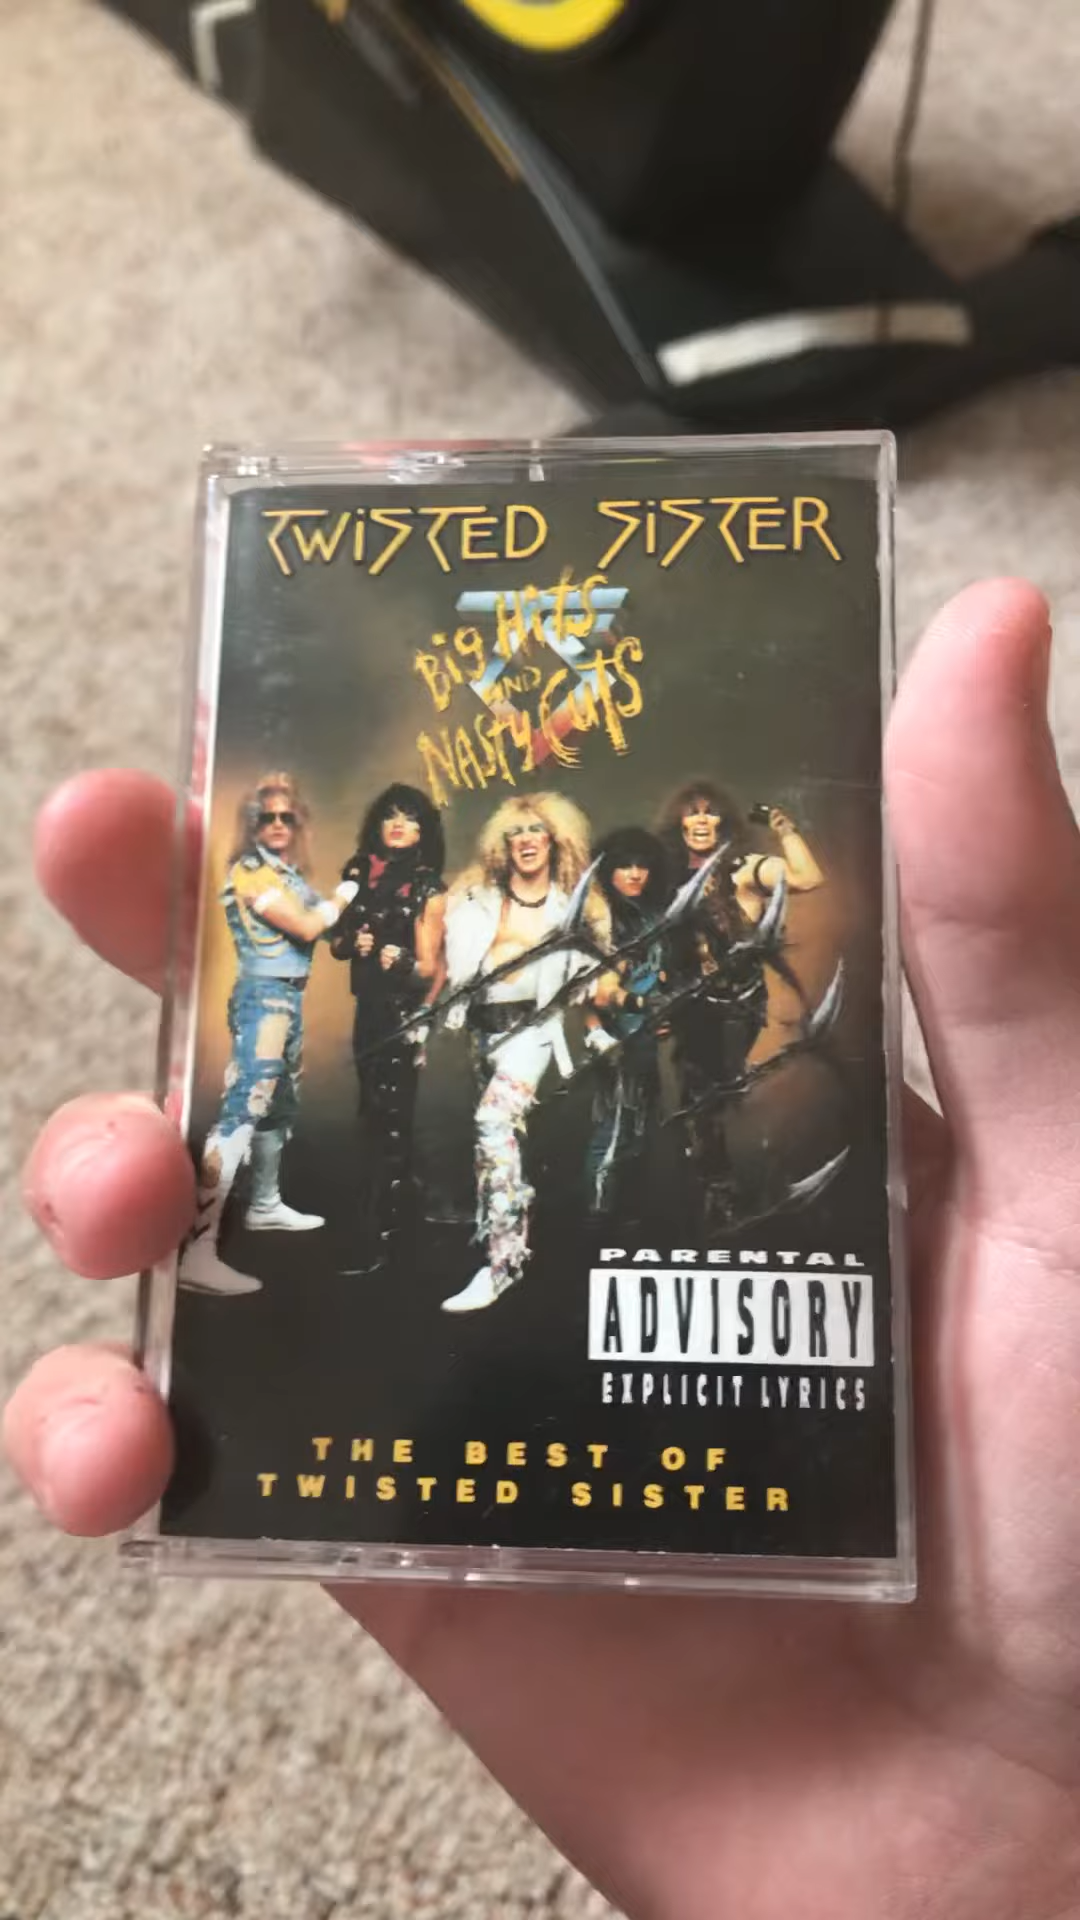 TWiSTED SiSTER
Big Hits
AND
NASty CutS
PARENTAL
ADVISORY
EXPLICIT LYRICS
THE BEST OF
TWISTED SISTER